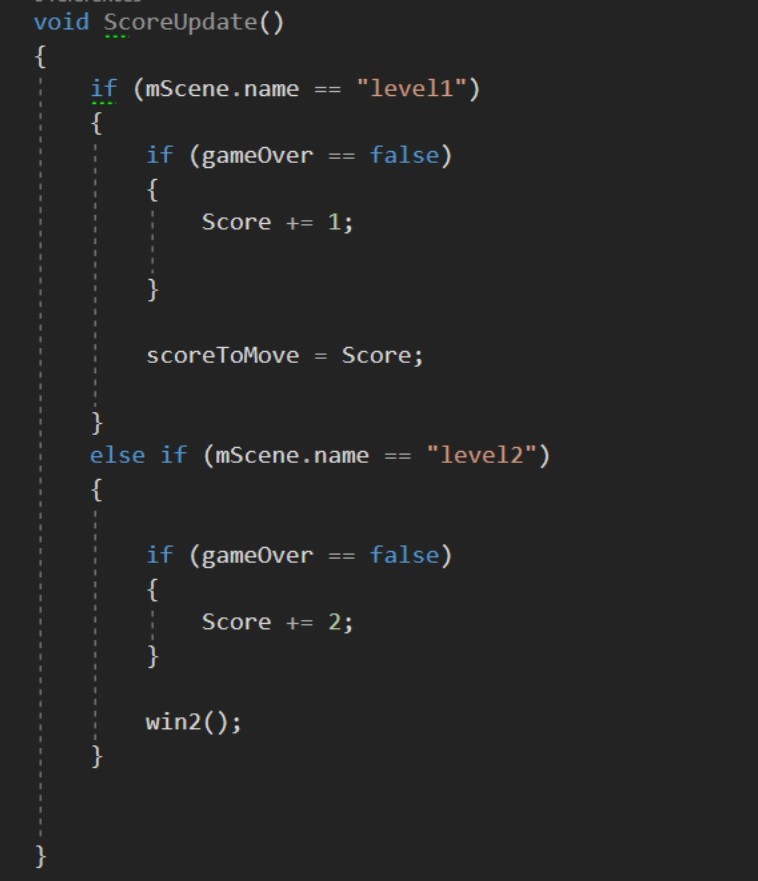 void ScoreUpdate()
{
if (mScene.name == "level1")
{
if (gameOver == false)
{
Score += 1;
}
scoreToMove = Score;
}
else if (mScene.name == "level2")
{
if (gameOver == false)
{
Score += 2;
}
win2();
}
}